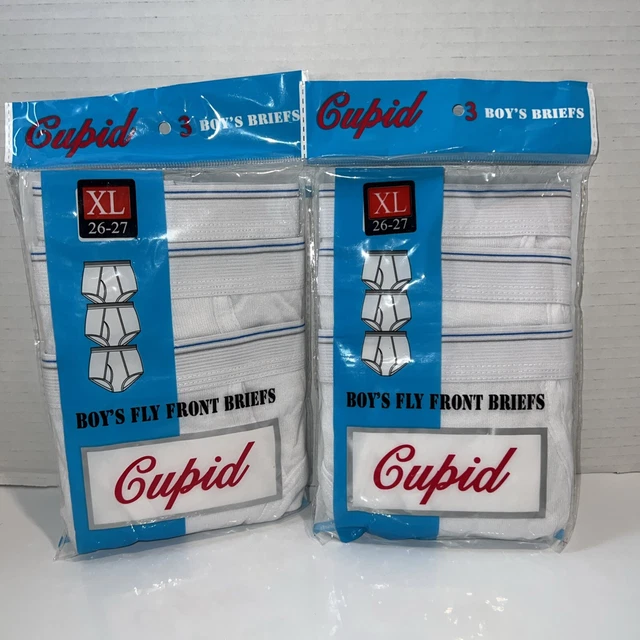 Cupid 3 BOY'S BRIEFS
XL
26-27
BOY'S FLY FRONT BRIEFS
Cupid
Cupid 3 BOY'S BRIEFS
XL
26-27
BOY'S FLY FRONT BRIEFS
Cupid